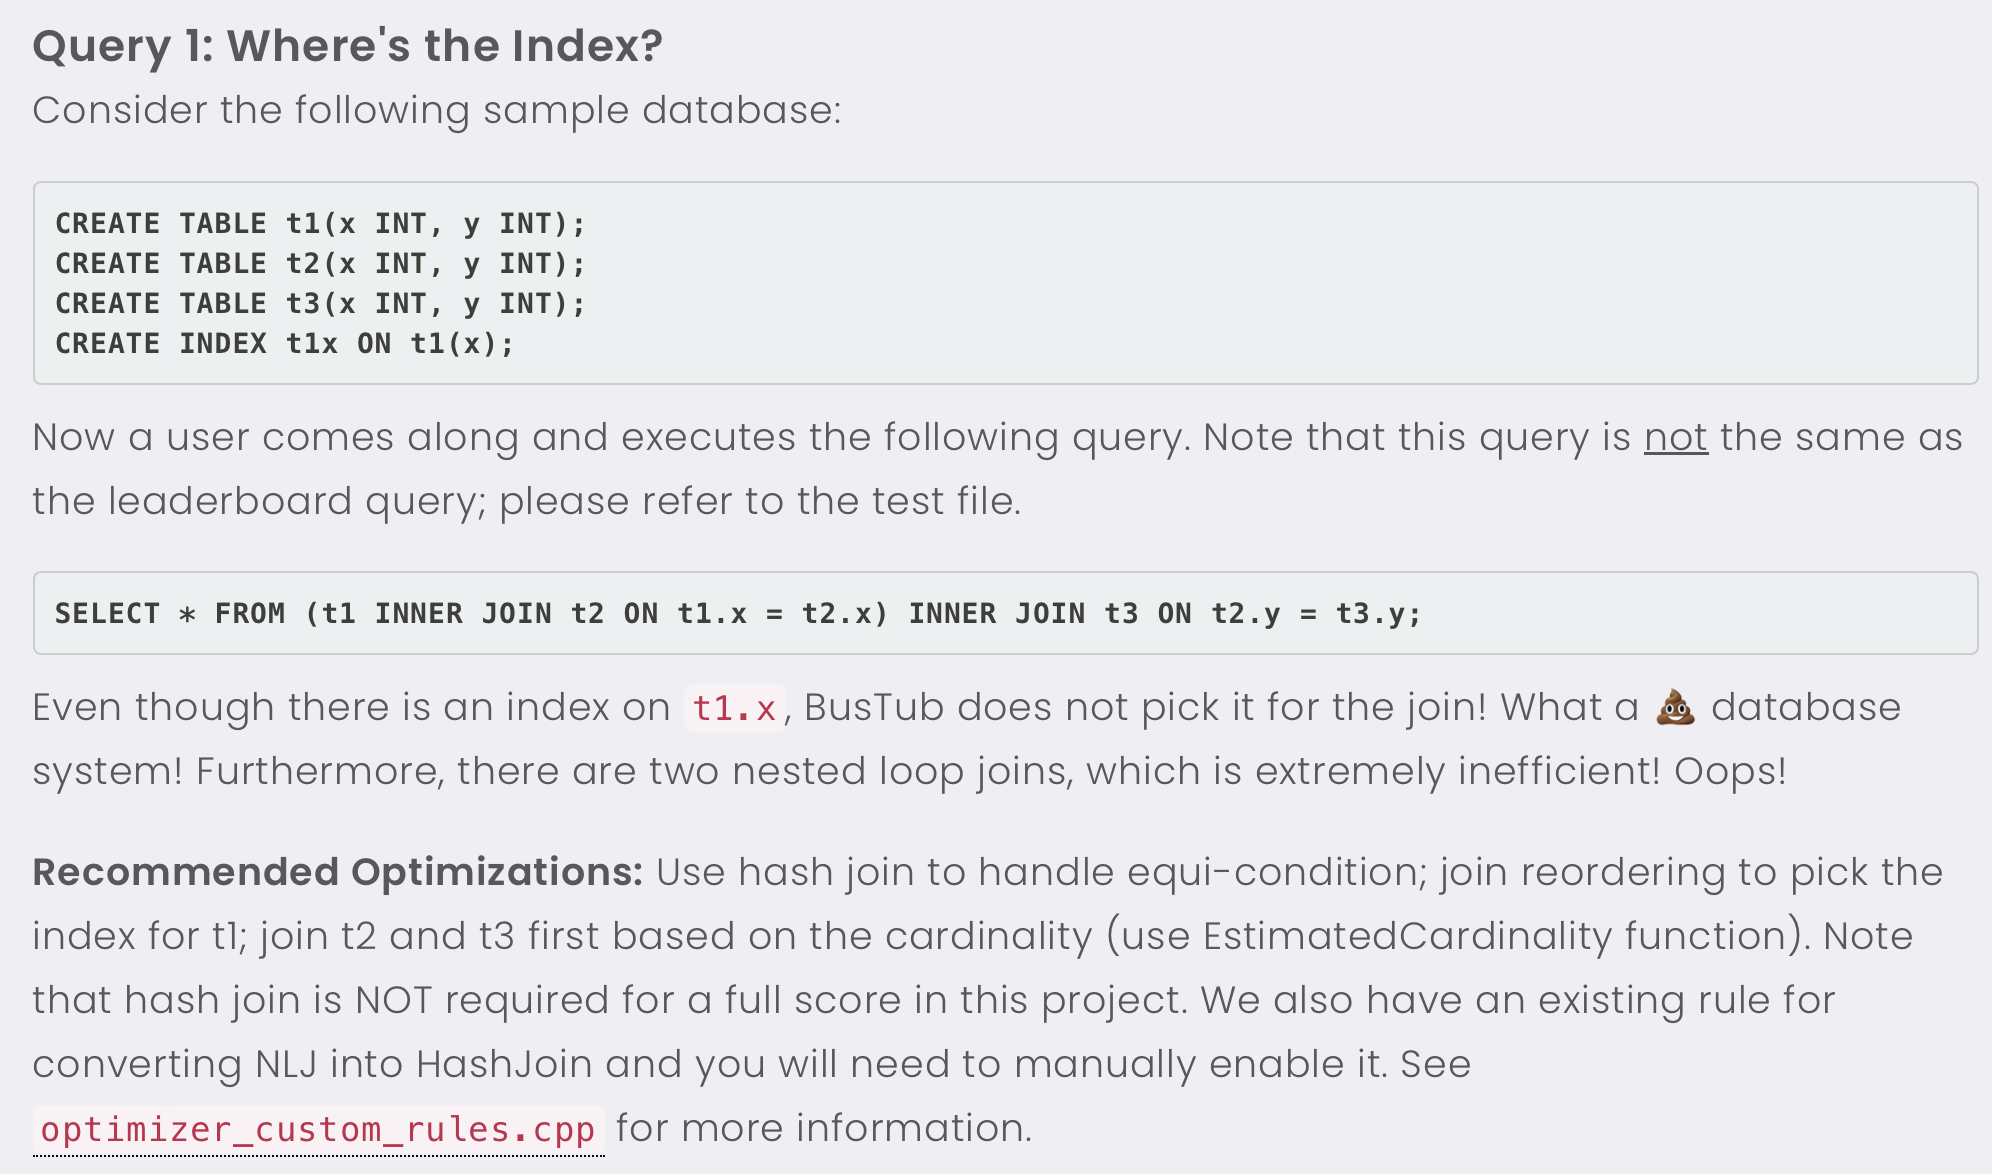 Query 1: Where's the Index?
Consider the following sample database:
CREATE TABLE t1(x INT, y INT);
CREATE TABLE t2(x INT, y INT);
CREATE TABLE t3(x INT, y INT);
CREATE INDEX t1x ON t1(x);
Now a user comes along and executes the following query. Note that this query is not the same as
the leaderboard query; please refer to the test file.
SELECT * FROM (t1 INNER JOIN t2 ON t1.x = t2.x) INNER JOIN t3 ON t2.y = t3.y;
Even though there is an index on t1.x, BusTub does not pick it for the join! What a 💩 database
system! Furthermore, there are two nested loop joins, which is extremely inefficient! Oops!
Recommended Optimizations: Use hash join to handle equi-condition; join reordering to pick the
index for t1; join t2 and t3 first based on the cardinality (use EstimatedCardinality function). Note
that hash join is NOT required for a full score in this project. We also have an existing rule for
converting NLJ into HashJoin and you will need to manually enable it. See
optimizer_custom_rules.cpp for more information.